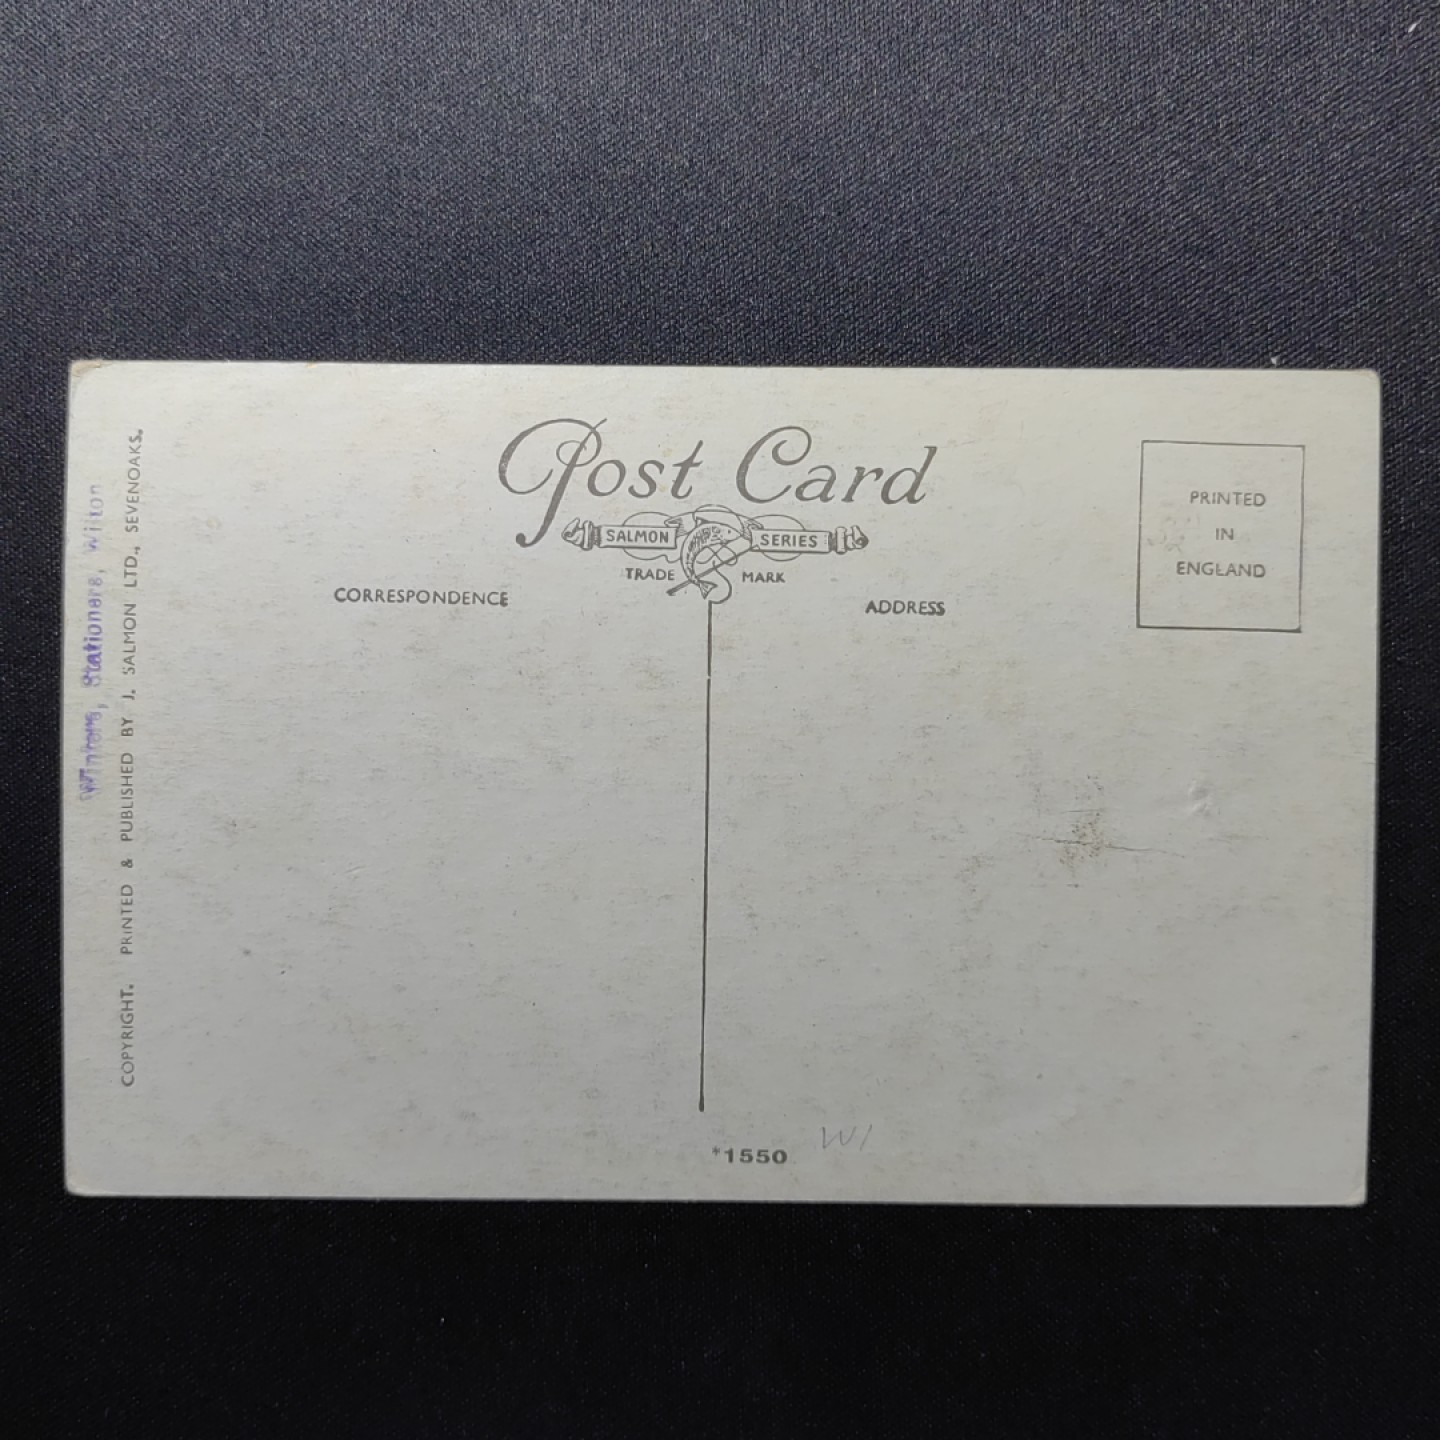 Post Card
SALMON SERIES
TRADE MARK
CORRESPONDENCE
ADDRESS
PRINTED
IN
ENGLAND
Stationers, Wilton
COPYRIGHT. PRINTED & PUBLISHED BY J. SALMON LTD., SEVENOAKS.
*1550
W/